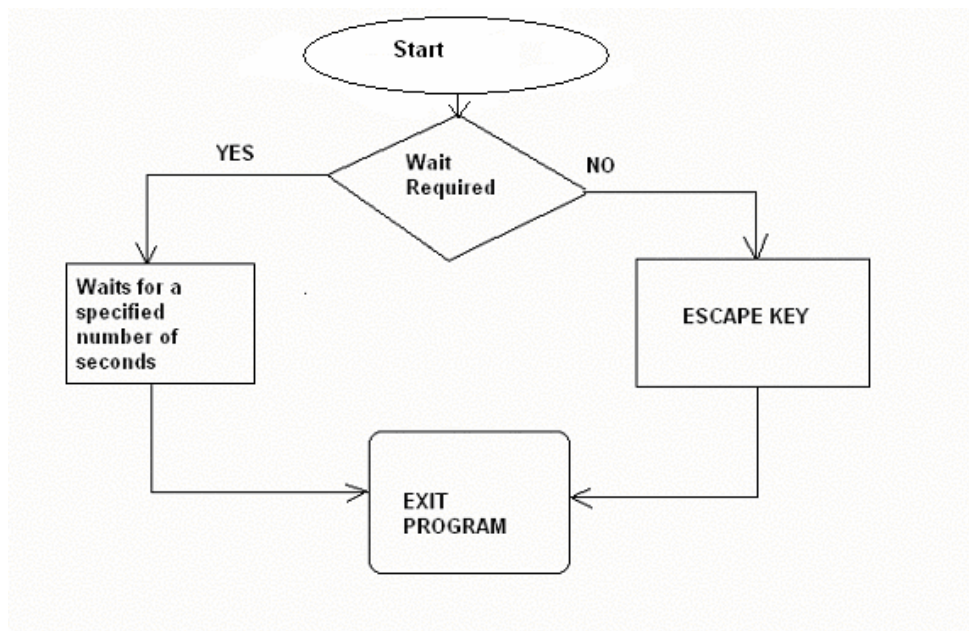 Start
YES
Wait
Required
NO
Waits for a
specified
number of
seconds
ESCAPE KEY
EXIT
PROGRAM